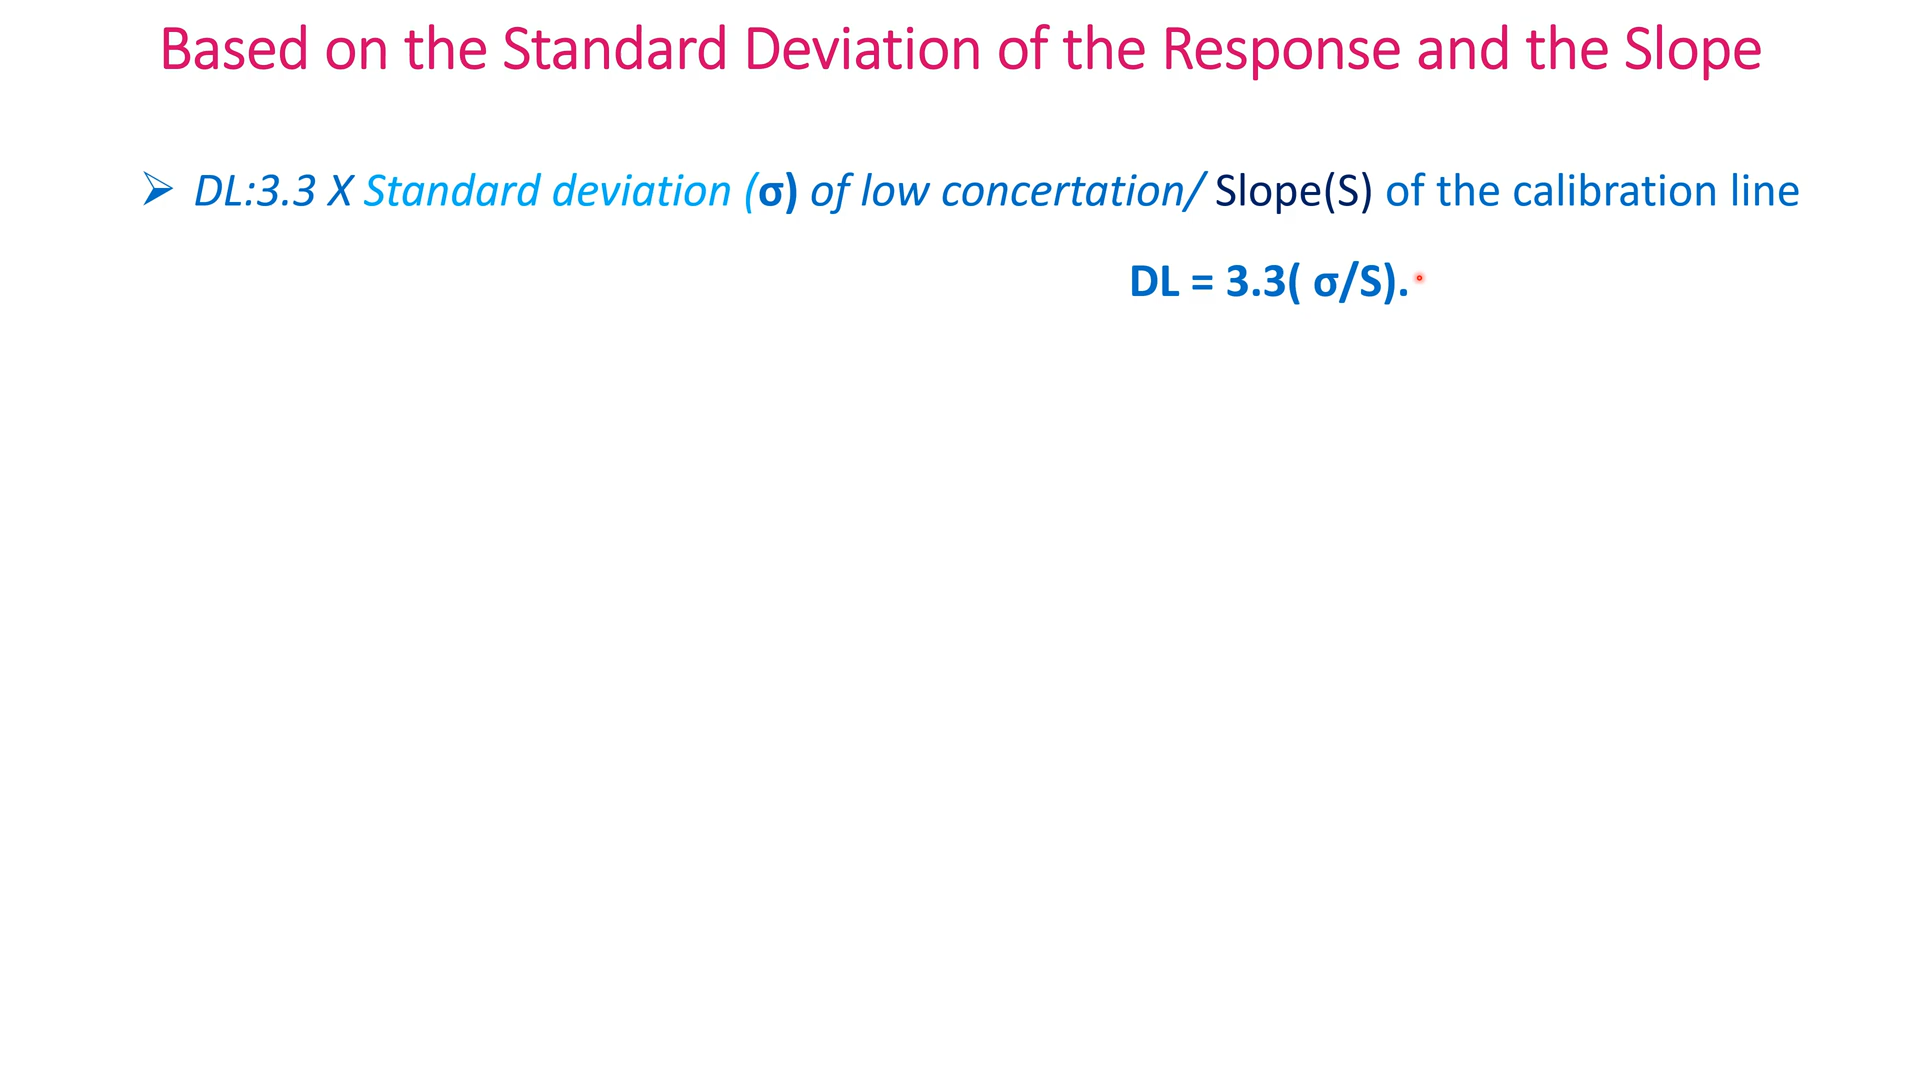 Based on the Standard Deviation of the Response and the Slope
➢ DL:3.3 X Standard deviation (σ) of low concertation/ Slope(S) of the calibration line
DL = 3.3( σ/S).